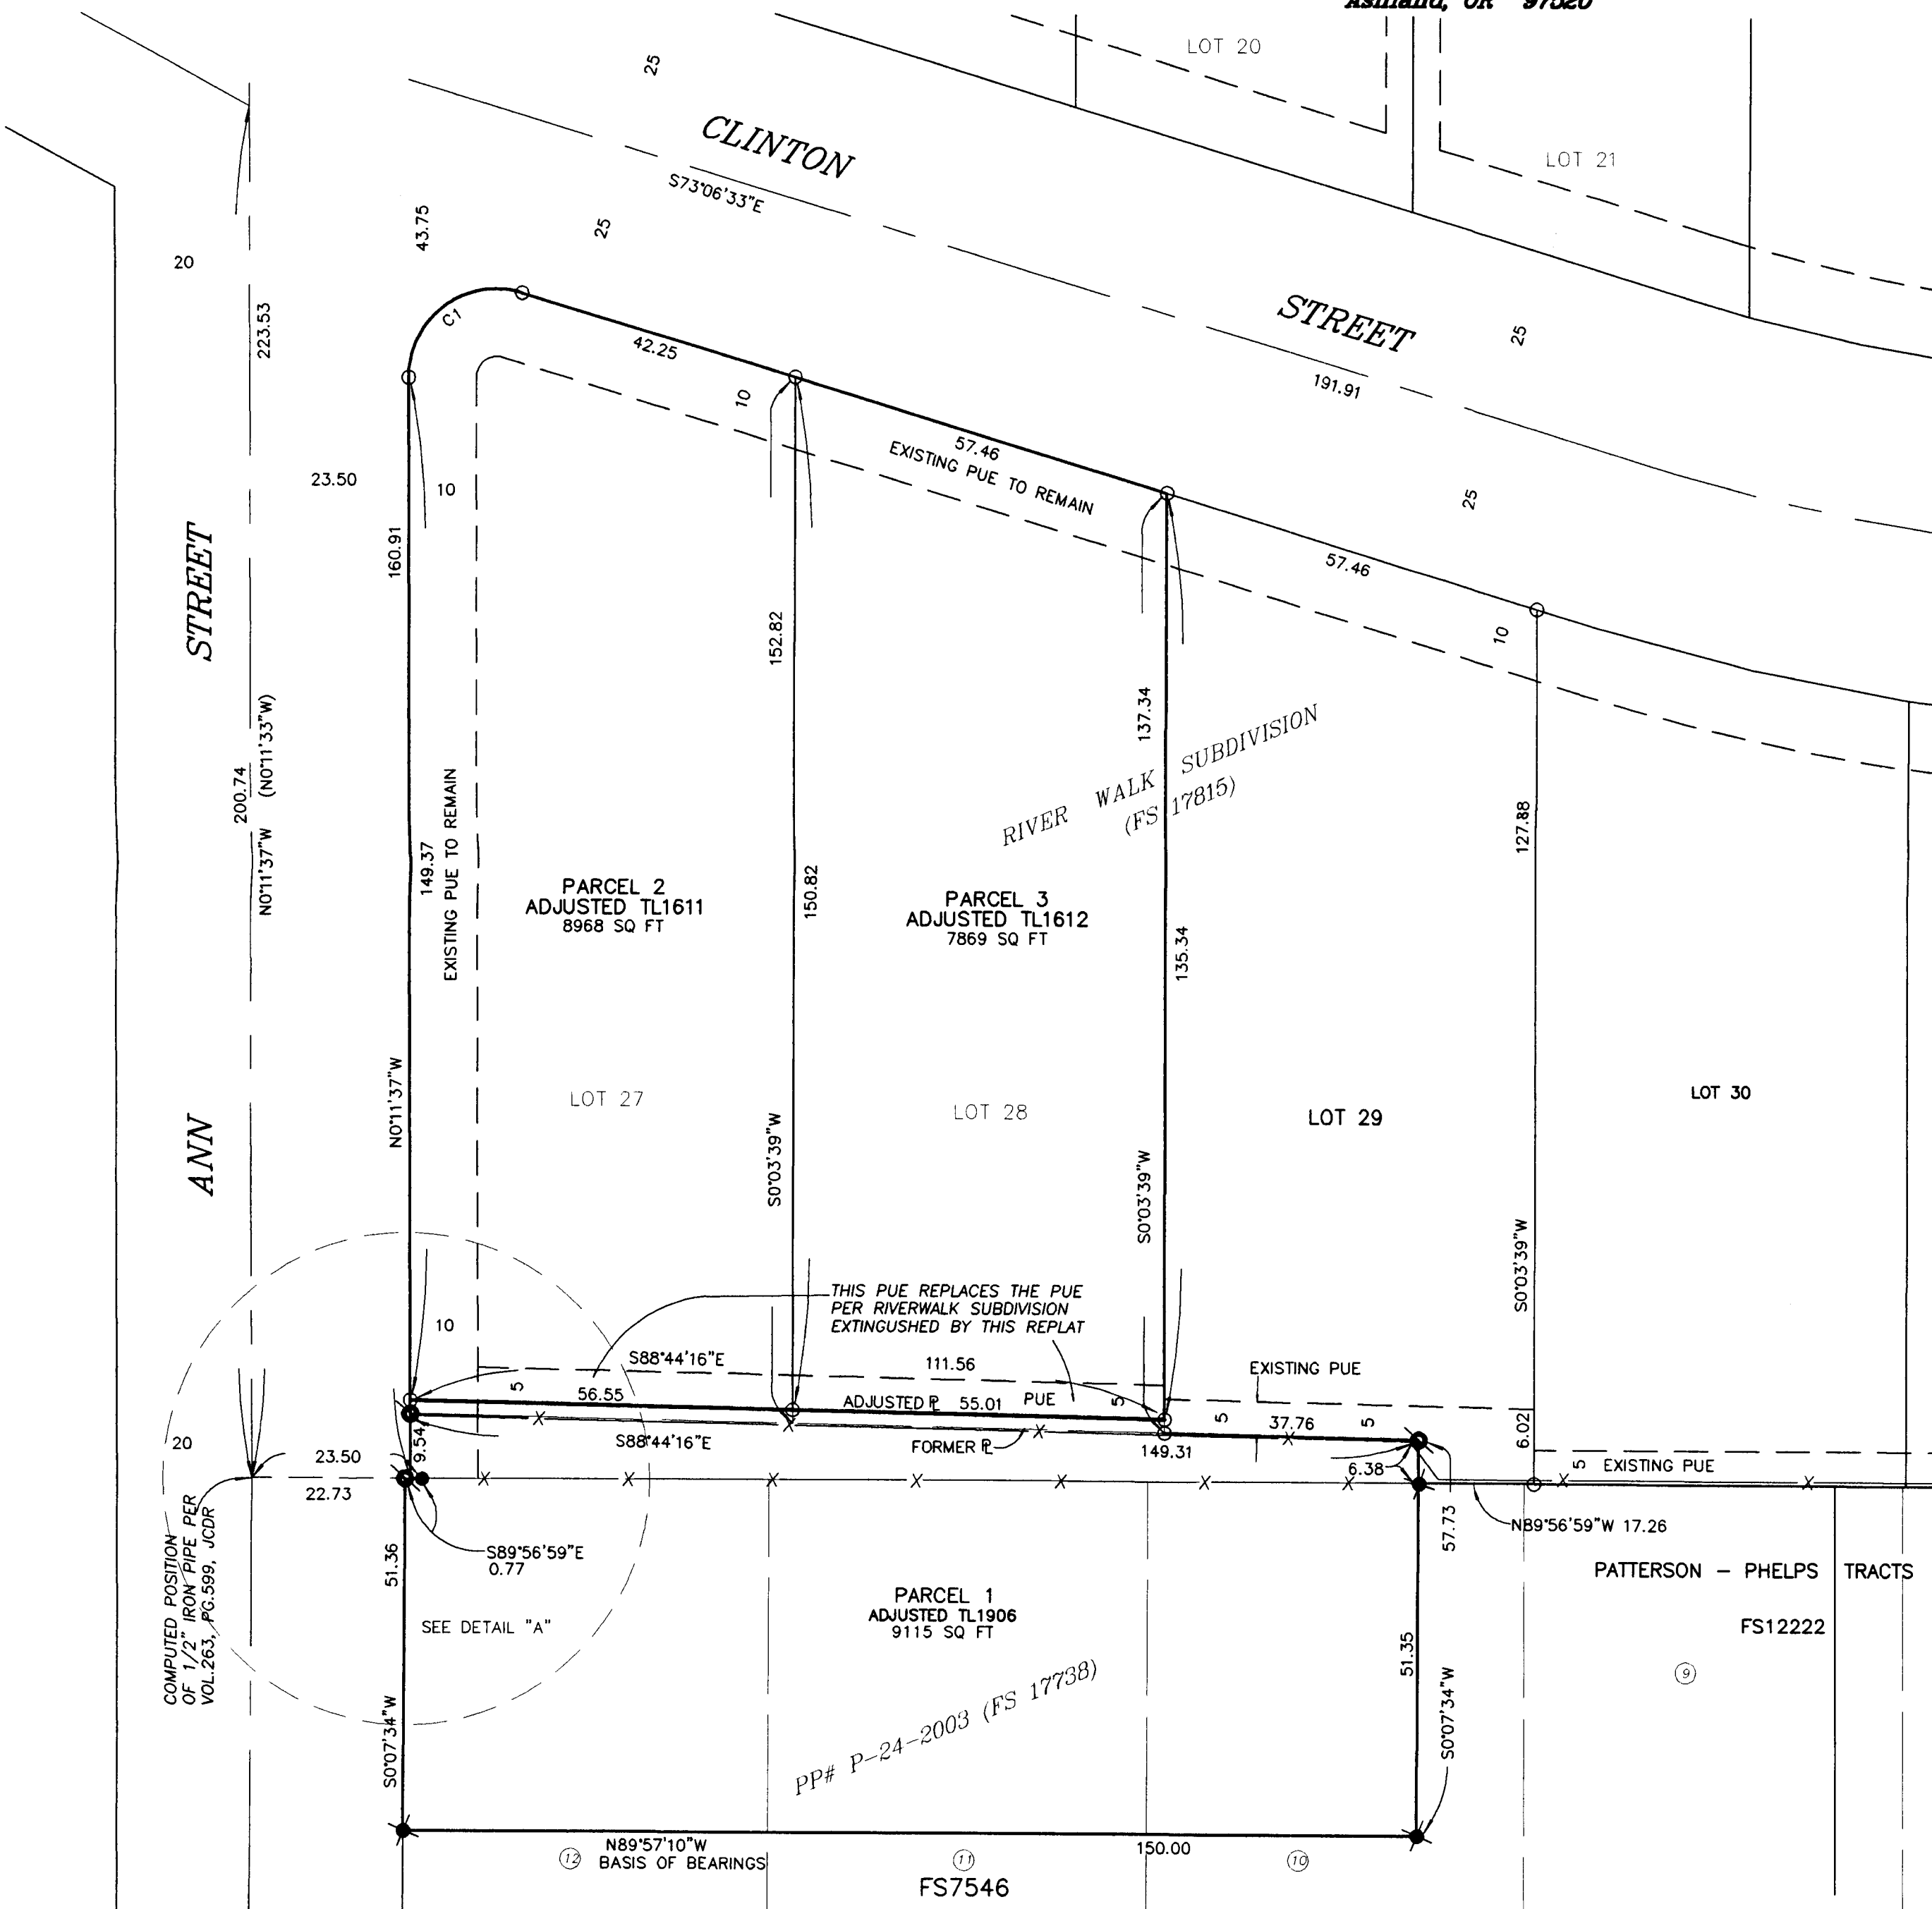 Ashland, OR 97520
LOT 20
LOT 21
25
CLINTON
S73°06'33"E
25
43.75
20
223.53
C1
42.25
STREET
25
191.91
10
57.46
EXISTING PUE TO REMAIN
23.50
10
25
57.46
160.91
STREET
152.82
10
137.34
RIVER WALK SUBDIVISION
(FS 17815)
200.74
N0°11'37"W (N0°11'33"W)
149.37
EXISTING PUE TO REMAIN
127.88
PARCEL 2
ADJUSTED TL1611
8968 SQ FT
150.82
PARCEL 3
ADJUSTED TL1612
7869 SQ FT
135.34
N0°11'37"W
LOT 27
LOT 28
LOT 29
LOT 30
ANN
S0°03'39"W
S0°03'39"W
S0°03'39"W
THIS PUE REPLACES THE PUE
PER RIVERWALK SUBDIVISION
EXTINGUSHED BY THIS REPLAT
10
S88°44'16"E
111.56
EXISTING PUE
5
56.55
ADJUSTED ⅊ 55.01 PUE
5
5
37.76
5
6.02
20
23.50
9.54
S88°44'16"E
FORMER ⅊
149.31
6.38
5
EXISTING PUE
22.73
57.73
N89°56'59"W 17.26
COMPUTED POSITION
OF 1/2" IRON PIPE PER
VOL.263, PG.599, JCDR
51.36
S89°56'59"E
0.77
PATTERSON - PHELPS TRACTS
PARCEL 1
ADJUSTED TL1906
9115 SQ FT
SEE DETAIL "A"
FS12222
51.35
9
S0°07'34"W
PP# P-24-2003 (FS 17738)
S0°07'34"W
N89°57'10"W
150.00
12
BASIS OF BEARINGS
11
10
FS7546